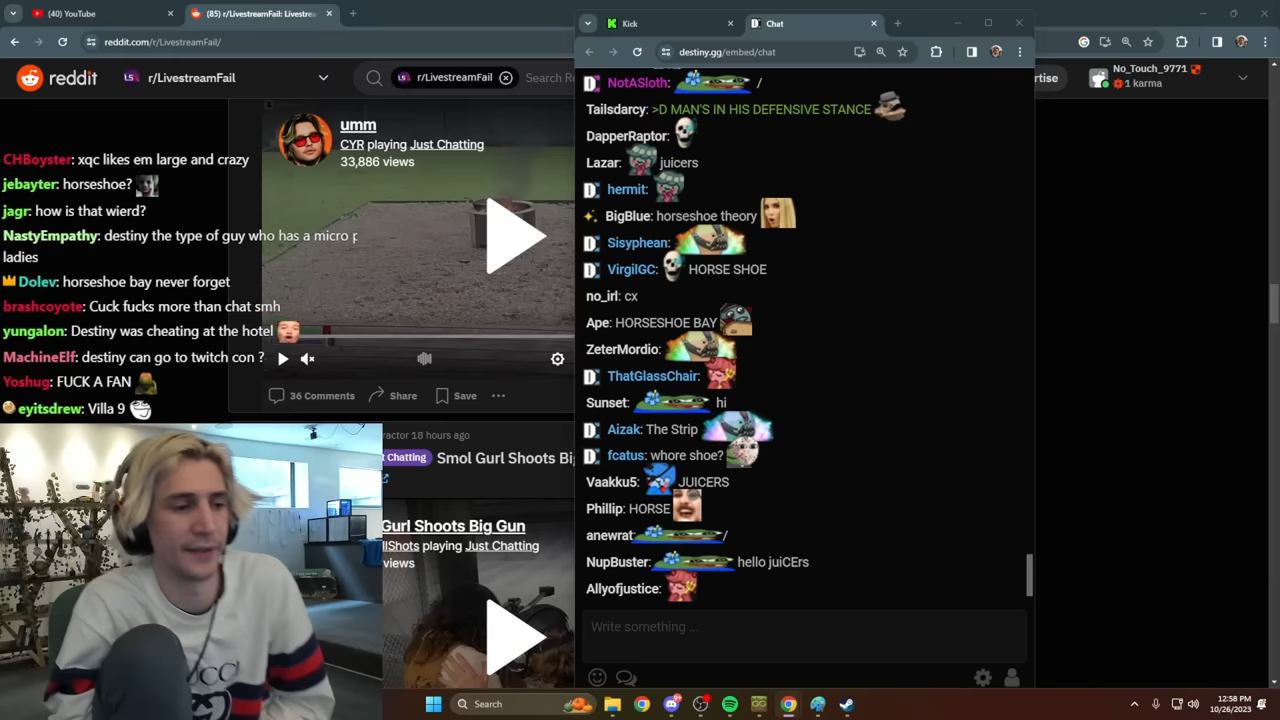 (40) YouTube
(85) r/LivestreamFail: Livestre
reddit.com/r/LivestreamFail/
reddit
r/LivestreamFail
r/LivestreamFail
Search Re
rtise
No_Touch_9771
1 karma
umm
CYR playing Just Chatting
33,886 views
36 Comments
Share
Save
ractor 18 hours ago
t Chatting
Smol Gurl Shoots Bi
Gurl Shoots Big Gun
llShots playing Just Chatting
views
CHBoyster: xqc likes em large and crazy
jebayter: horseshoe?
jagr: how is that wierd?
NastyEmpathy: destiny the type of guy who has a micro p
ladies
Dolev: horseshoe bay never forget
brashcoyote: Cuck fucks more than chat smh
yungalon: Destiny was cheating at the hotel
MachineElf: destiny can go to twitch con ?
Yoshug: FUCK A FAN
eyitsdrew: Villa 9
GUCCI
Kick
Chat
destiny.gg/embed/chat
NotASloth: /
Tailsdarcy: >D MAN'S IN HIS DEFENSIVE STANCE
DapperRaptor:
Lazar: juicers
hermit:
BigBlue: horseshoe theory
Sisyphean:
VirgilGC: HORSE SHOE
no_irl: cx
Ape: HORSESHOE BAY
ZeterMordio:
ThatGlassChair:
Sunset: hi
Aizak: The Strip
fcatus: whore shoe?
Vaakku5: JUICERS
Phillip: HORSE
anewrat: /
NupBuster: hello juiCErs
Allyofjustice:
Write something ...
Search
9+
12:58 PM
10/26/2023